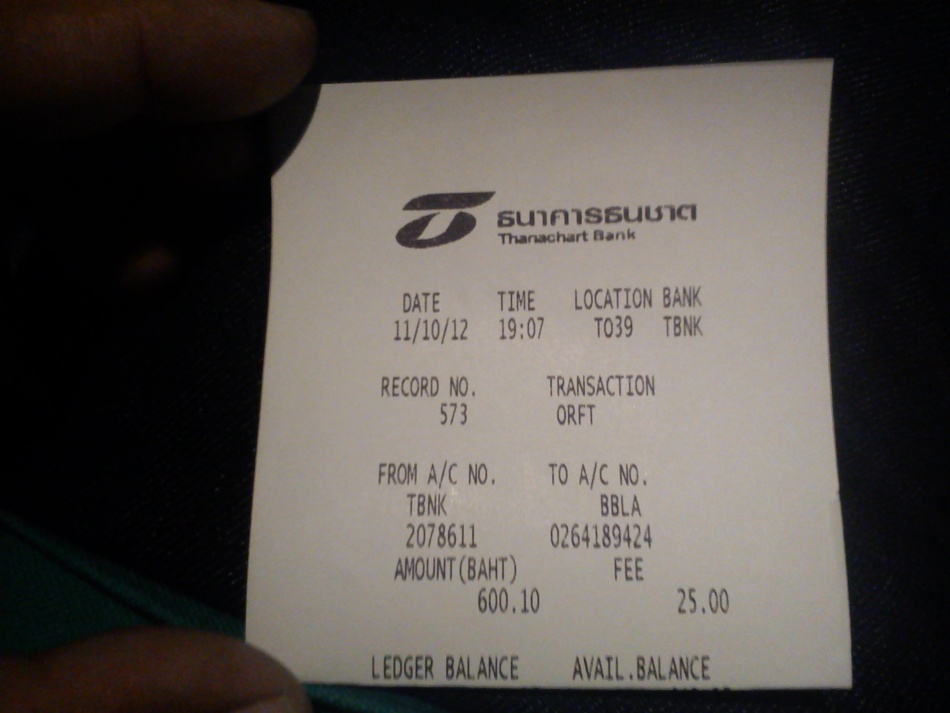 ธนาคารธนชาต
Thanachart Bank
DATE TIME LOCATION BANK
11/10/12 19:07 TO39 TBNK
RECORD NO. TRANSACTION
573 ORFT
FROM A/C NO. TO A/C NO.
TBNK BBLA
2078611 0264189424
AMOUNT(BAHT) FEE
600.10 25.00
LEDGER BALANCE AVAIL.BALANCE